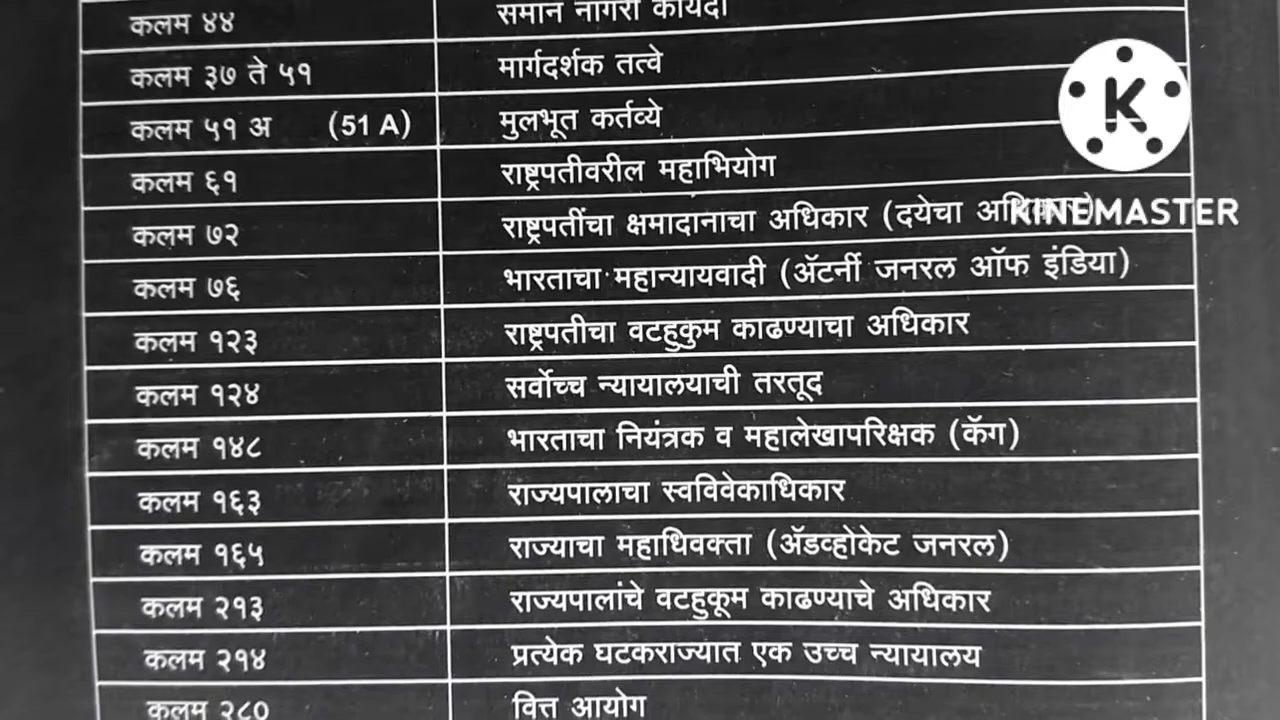 कलम ४४ समान नागरी कायदा
कलम ३७ ते ५१ मार्गदर्शक तत्वे
कलम ५१ अ (51 A) मुलभूत कर्तव्ये
कलम ६१ राष्ट्रपतीवरील महाभियोग
कलम ७२ राष्ट्रपतींचा क्षमादानाचा अधिकार (दयेचा अधिकार)
KINEMASTER
कलम ७६ भारताचा महान्यायवादी (ॲटर्नी जनरल ऑफ इंडिया)
कलम १२३ राष्ट्रपतीचा वटहुकुम काढण्याचा अधिकार
कलम १२४ सर्वोच्च न्यायालयाची तरतूद
कलम १४८ भारताचा नियंत्रक व महालेखापरिक्षक (कॅग)
कलम १६३ राज्यपालाचा स्वविवेकाधिकार
कलम १६५ राज्याचा महाधिवक्ता (ॲडव्होकेट जनरल)
कलम २१३ राज्यपालांचे वटहुकूम काढण्याचे अधिकार
कलम २१४ प्रत्येक घटकराज्यात एक उच्च न्यायालय
कलम २८० वित्त आयोग